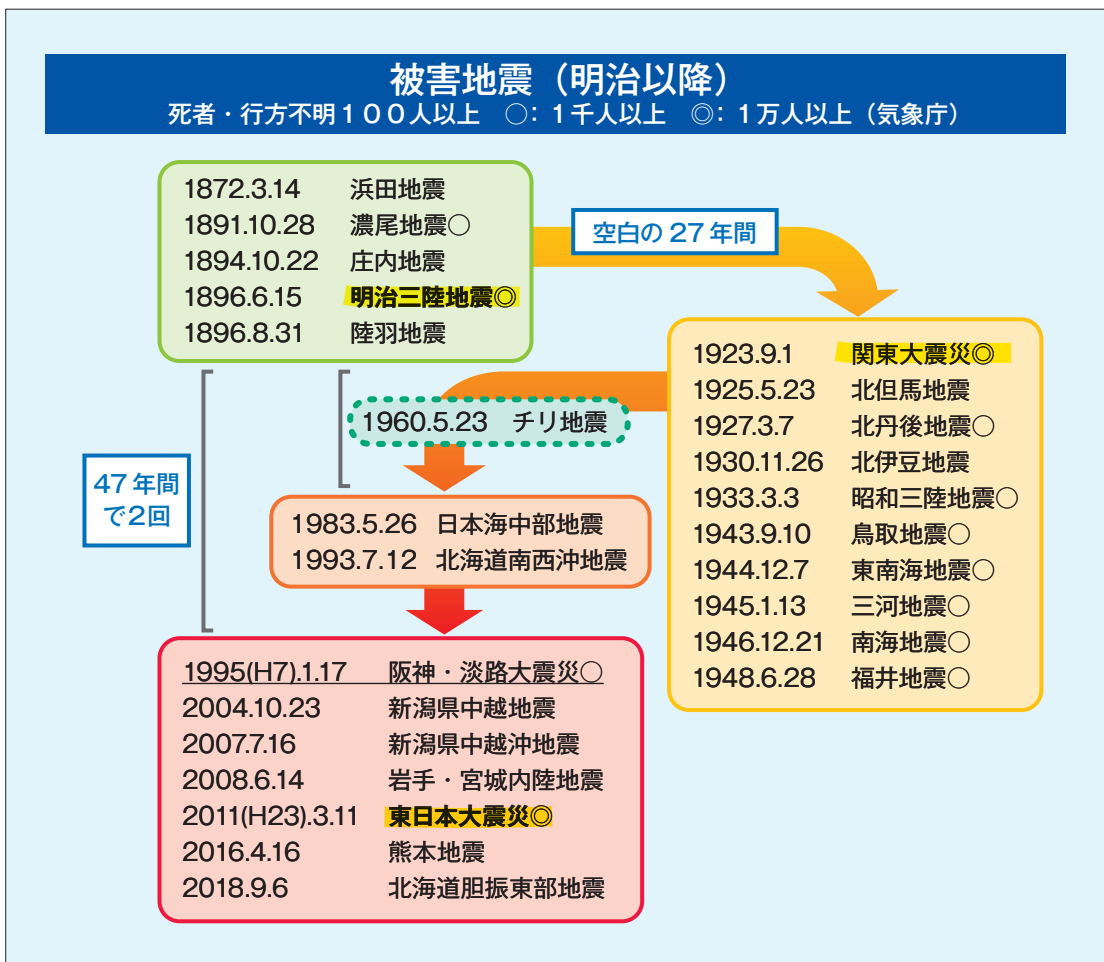 被害地震(明治以降)
死者・行方不明100人以上 ○:1千人以上 ◎:1万人以上(気象庁)
1872.3.14 浜田地震
1891.10.28 濃尾地震○
1894.10.22 庄内地震
1896.6.15 明治三陸地震◎
1896.8.31 陸羽地震
空白の27年間
1923.9.1 関東大震災◎
1925.5.23 北但馬地震
1927.3.7 北丹後地震○
1930.11.26 北伊豆地震
1933.3.3 昭和三陸地震○
1943.9.10 鳥取地震○
1944.12.7 東南海地震○
1945.1.13 三河地震○
1946.12.21 南海地震○
1948.6.28 福井地震○
1960.5.23 チリ地震
47年間
で2回
1983.5.26 日本海中部地震
1993.7.12 北海道南西沖地震
1995(H7).1.17 阪神・淡路大震災○
2004.10.23 新潟県中越地震
2007.7.16 新潟県中越沖地震
2008.6.14 岩手・宮城内陸地震
2011(H23).3.11 東日本大震災◎
2016.4.16 熊本地震
2018.9.6 北海道胆振東部地震